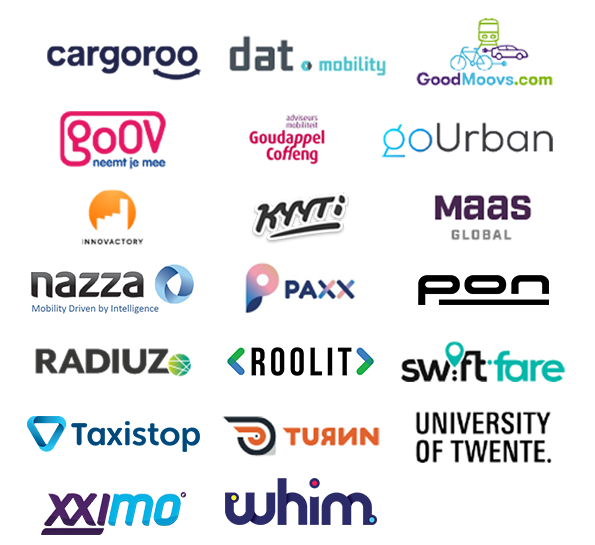 cargoroo
dat.mobility
GoodMoovs.com
goOV
neemt je mee
adviseurs
mobiliteit
Goudappel
Coffeng
goUrban
INNOVACTORY
KYYTI
MAAS
GLOBAL
nazza
Mobility Driven by Intelligence
PAXX
pon
RADIUZ
ROOLIT
swift fare
Taxistop
TURNN
UNIVERSITY
OF TWENTE.
XXIMO
whim.